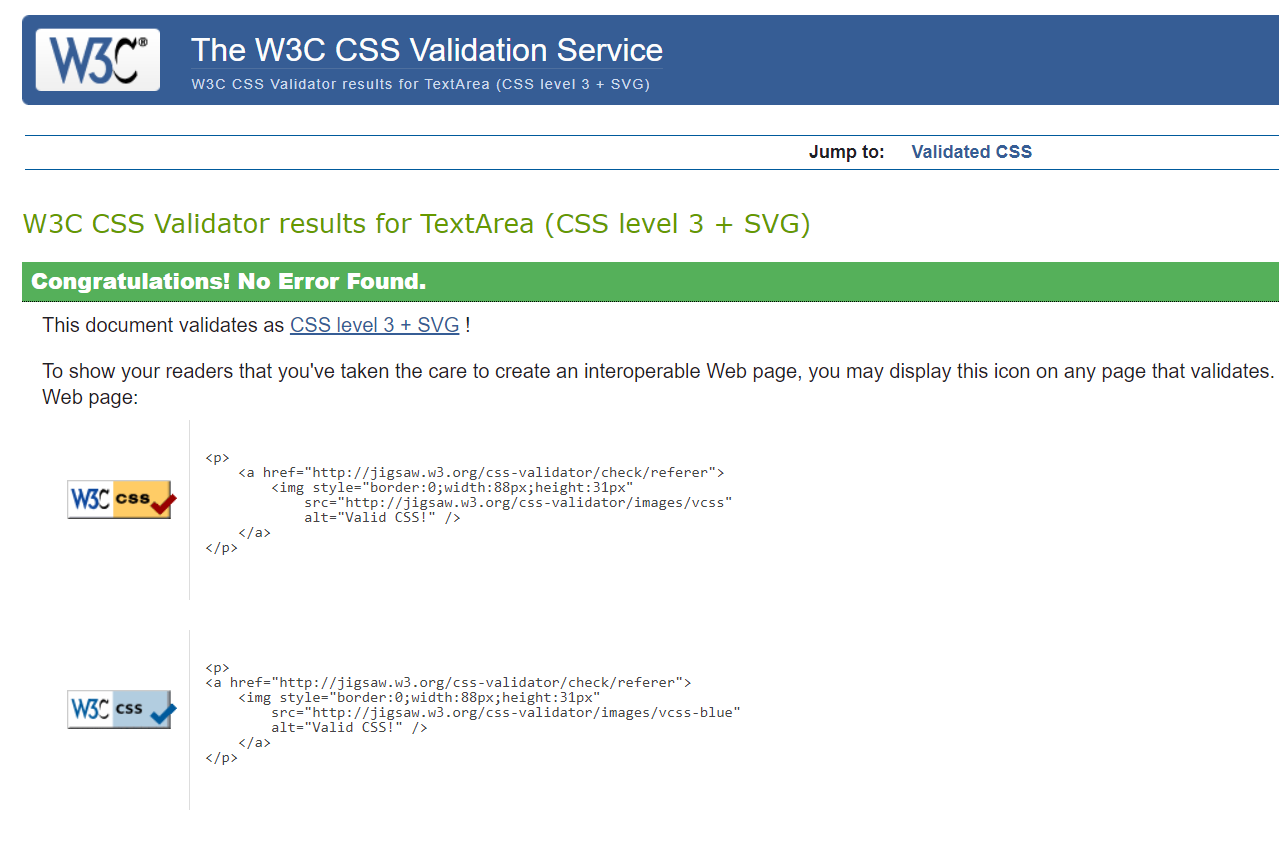 W3C® The W3C CSS Validation Service
W3C CSS Validator results for TextArea (CSS level 3 + SVG)
Jump to: Validated CSS
W3C CSS Validator results for TextArea (CSS level 3 + SVG)
Congratulations! No Error Found.
This document validates as CSS level 3 + SVG !
To show your readers that you've taken the care to create an interoperable Web page, you may display this icon on any page that validates.
Web page:
W3C css
<p>
    <a href="http://jigsaw.w3.org/css-validator/check/referer">
        <img style="border:0;width:88px;height:31px"
            src="http://jigsaw.w3.org/css-validator/images/vcss"
            alt="Valid CSS!" />
    </a>
</p>
W3C css
<p>
<a href="http://jigsaw.w3.org/css-validator/check/referer">
    <img style="border:0;width:88px;height:31px"
        src="http://jigsaw.w3.org/css-validator/images/vcss-blue"
        alt="Valid CSS!" />
    </a>
</p>